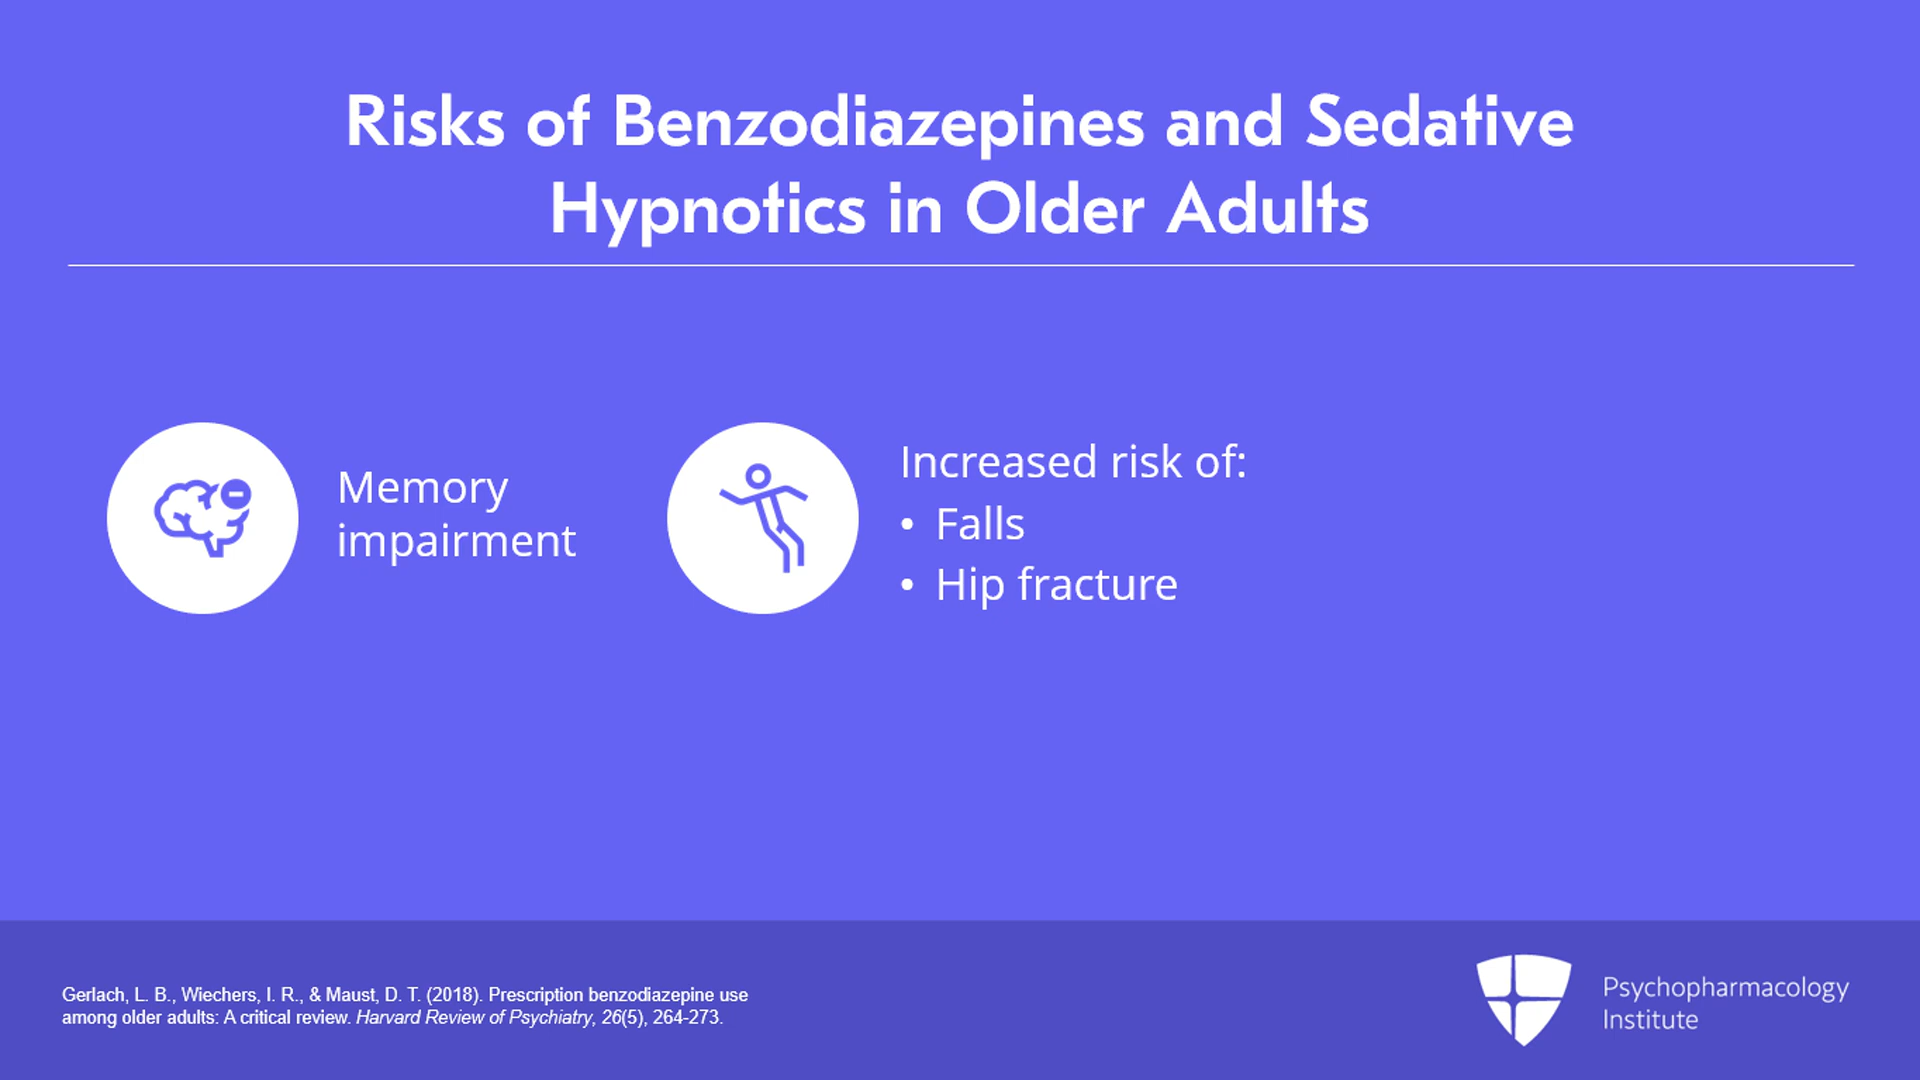 Risks of Benzodiazepines and Sedative
Hypnotics in Older Adults
Memory
impairment
Increased risk of:
• Falls
• Hip fracture
Gerlach, L. B., Wiechers, I. R., & Maust, D. T. (2018). Prescription benzodiazepine use
among older adults: A critical review. Harvard Review of Psychiatry, 26(5), 264-273.
Psychopharmacology
Institute